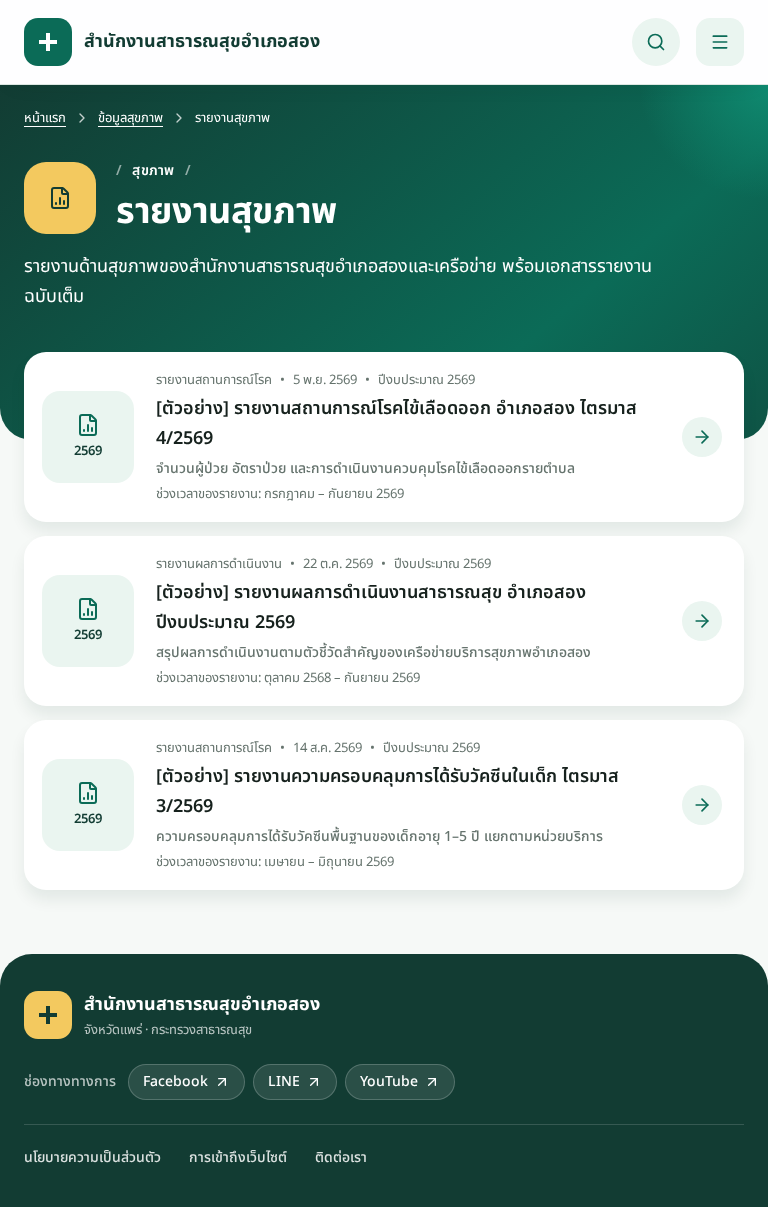 สำนักงานสาธารณสุขอำเภอสอง
หน้าแรก > ข้อมูลสุขภาพ > รายงานสุขภาพ
/ สุขภาพ /
รายงานสุขภาพ
รายงานด้านสุขภาพของสำนักงานสาธารณสุขอำเภอสองและเครือข่าย พร้อมเอกสารรายงาน
ฉบับเต็ม
รายงานสถานการณ์โรค • 5 พ.ย. 2569 • ปีงบประมาณ 2569
[ตัวอย่าง] รายงานสถานการณ์โรคไข้เลือดออก อำเภอสอง ไตรมาส
4/2569
2569
จำนวนผู้ป่วย อัตราป่วย และการดำเนินงานควบคุมโรคไข้เลือดออกรายตำบล
ช่วงเวลาของรายงาน: กรกฎาคม – กันยายน 2569
รายงานผลการดำเนินงาน • 22 ต.ค. 2569 • ปีงบประมาณ 2569
[ตัวอย่าง] รายงานผลการดำเนินงานสาธารณสุข อำเภอสอง
ปีงบประมาณ 2569
2569
สรุปผลการดำเนินงานตามตัวชี้วัดสำคัญของเครือข่ายบริการสุขภาพอำเภอสอง
ช่วงเวลาของรายงาน: ตุลาคม 2568 – กันยายน 2569
รายงานสถานการณ์โรค • 14 ส.ค. 2569 • ปีงบประมาณ 2569
[ตัวอย่าง] รายงานความครอบคลุมการได้รับวัคซีนในเด็ก ไตรมาส
3/2569
2569
ความครอบคลุมการได้รับวัคซีนพื้นฐานของเด็กอายุ 1–5 ปี แยกตามหน่วยบริการ
ช่วงเวลาของรายงาน: เมษายน – มิถุนายน 2569
สำนักงานสาธารณสุขอำเภอสอง
จังหวัดแพร่ · กระทรวงสาธารณสุข
ช่องทางทางการ Facebook LINE YouTube
นโยบายความเป็นส่วนตัว การเข้าถึงเว็บไซต์ ติดต่อเรา